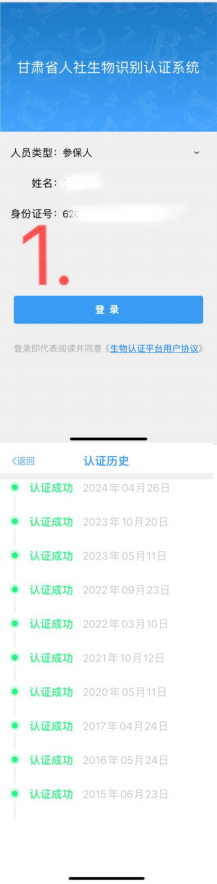 甘肃省人社生物识别认证系统
人员类型：参保人
姓名：
身份证号：620
1.
登录
登录即代表阅读并同意《生物认证平台用户协议》
返回 认证历史
认证成功 2024年04月26日
认证成功 2023年10月20日
认证成功 2023年05月11日
认证成功 2022年09月23日
认证成功 2022年03月10日
认证成功 2021年10月12日
认证成功 2020年05月11日
认证成功 2017年04月24日
认证成功 2016年05月24日
认证成功 2015年06月23日